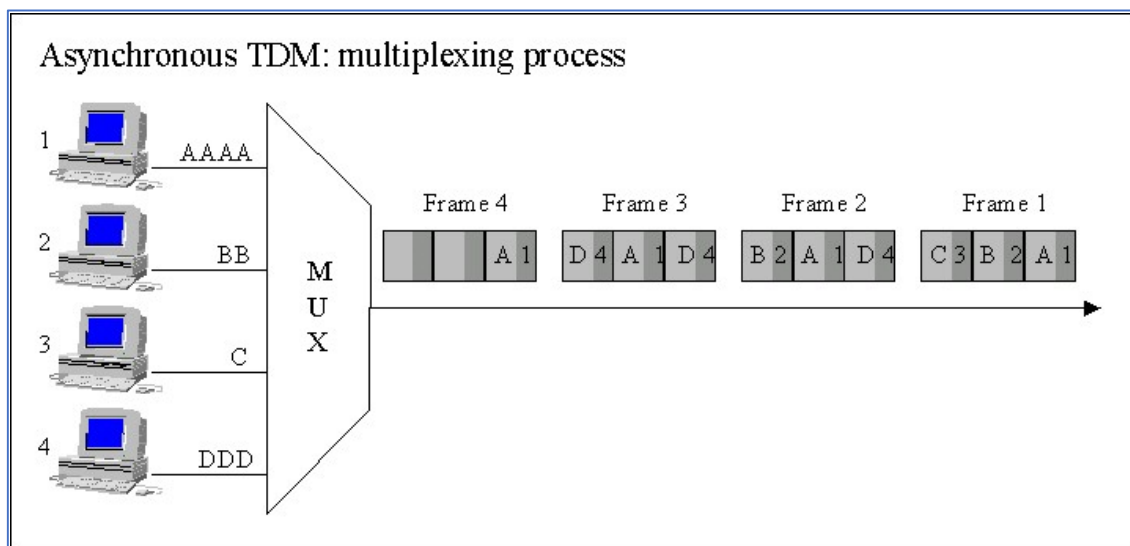 Asynchronous TDM: multiplexing process
1 AAAA
2 BB
3 C
4 DDD
M
U
X
Frame 4 Frame 3 Frame 2 Frame 1
A 1 D 4 A 1 D 4 B 2 A 1 D 4 C 3 B 2 A 1